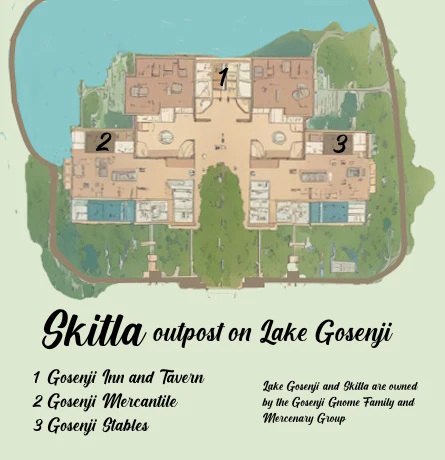 1
2
3
Skitla outpost on Lake Gosenji
1 Gosenji Inn and Tavern
2 Gosenji Mercantile
3 Gosenji Stables
Lake Gosenji and Skitla are owned
by the Gosenji Gnome Family and
Mercenary Group